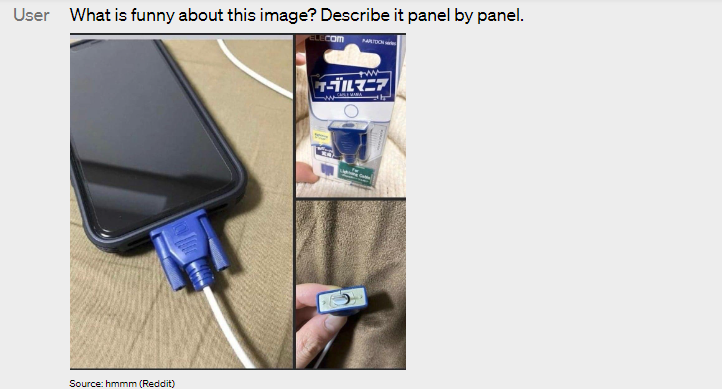 User
What is funny about this image? Describe it panel by panel.
ELECOM
ケーブルマニア
CABLE MANIA
For
Lightning Cable
Source: hmmm (Reddit)